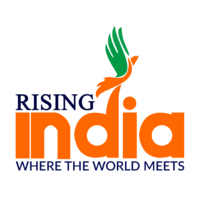 RISING
india
WHERE THE WORLD MEETS